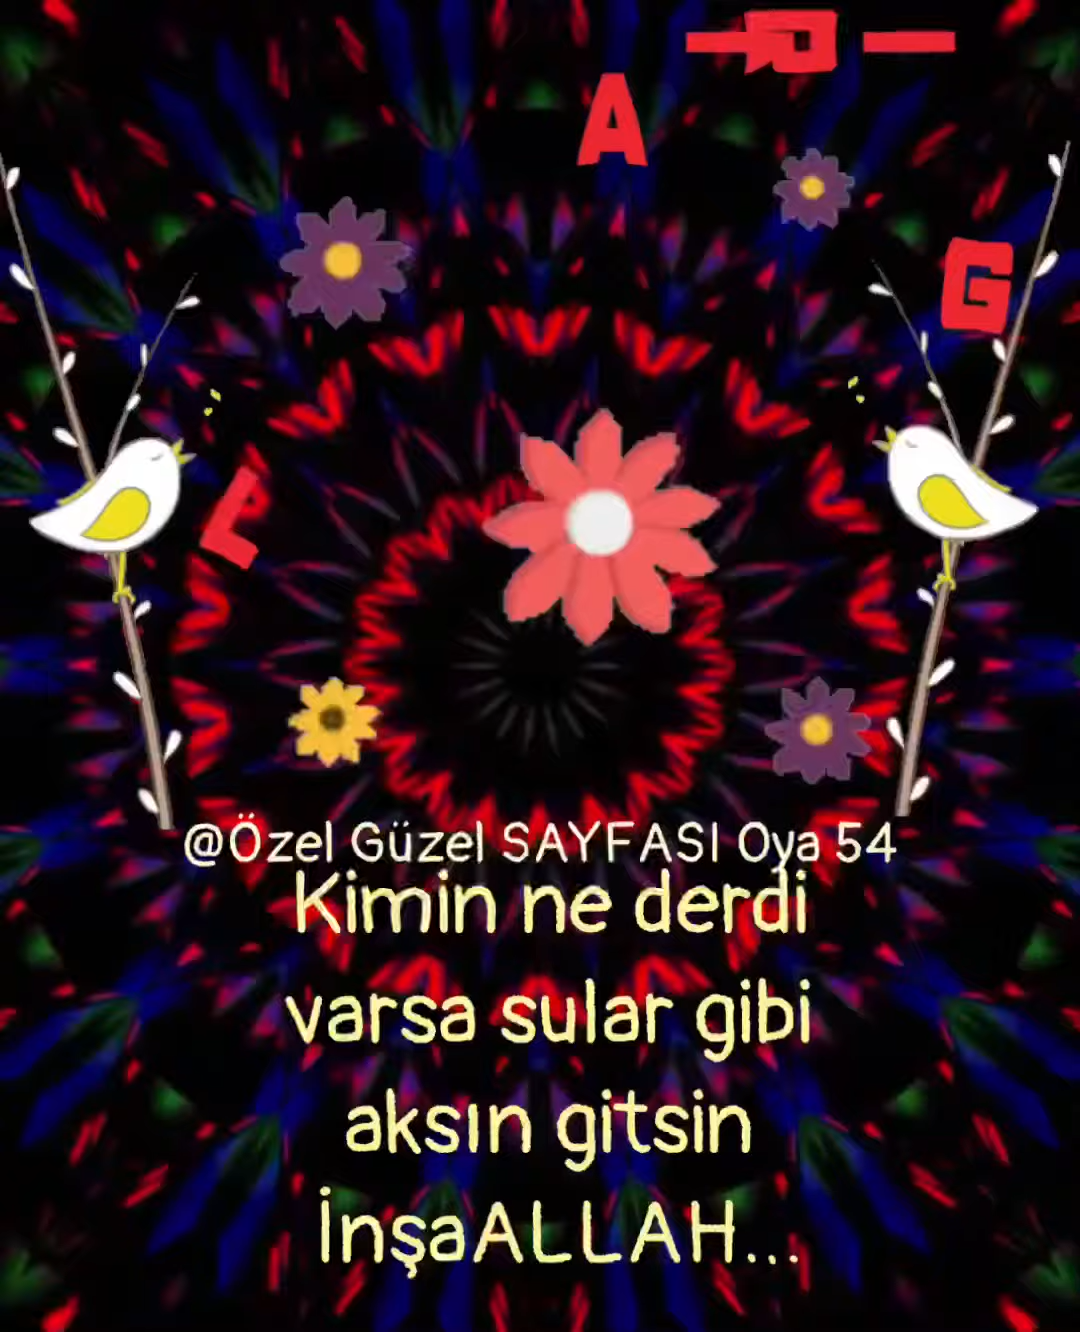 A
G
L
@Özel Güzel SAYFASI Oya 54
Kimin ne derdi
varsa sular gibi
aksın gitsin
İnşaALLAH...